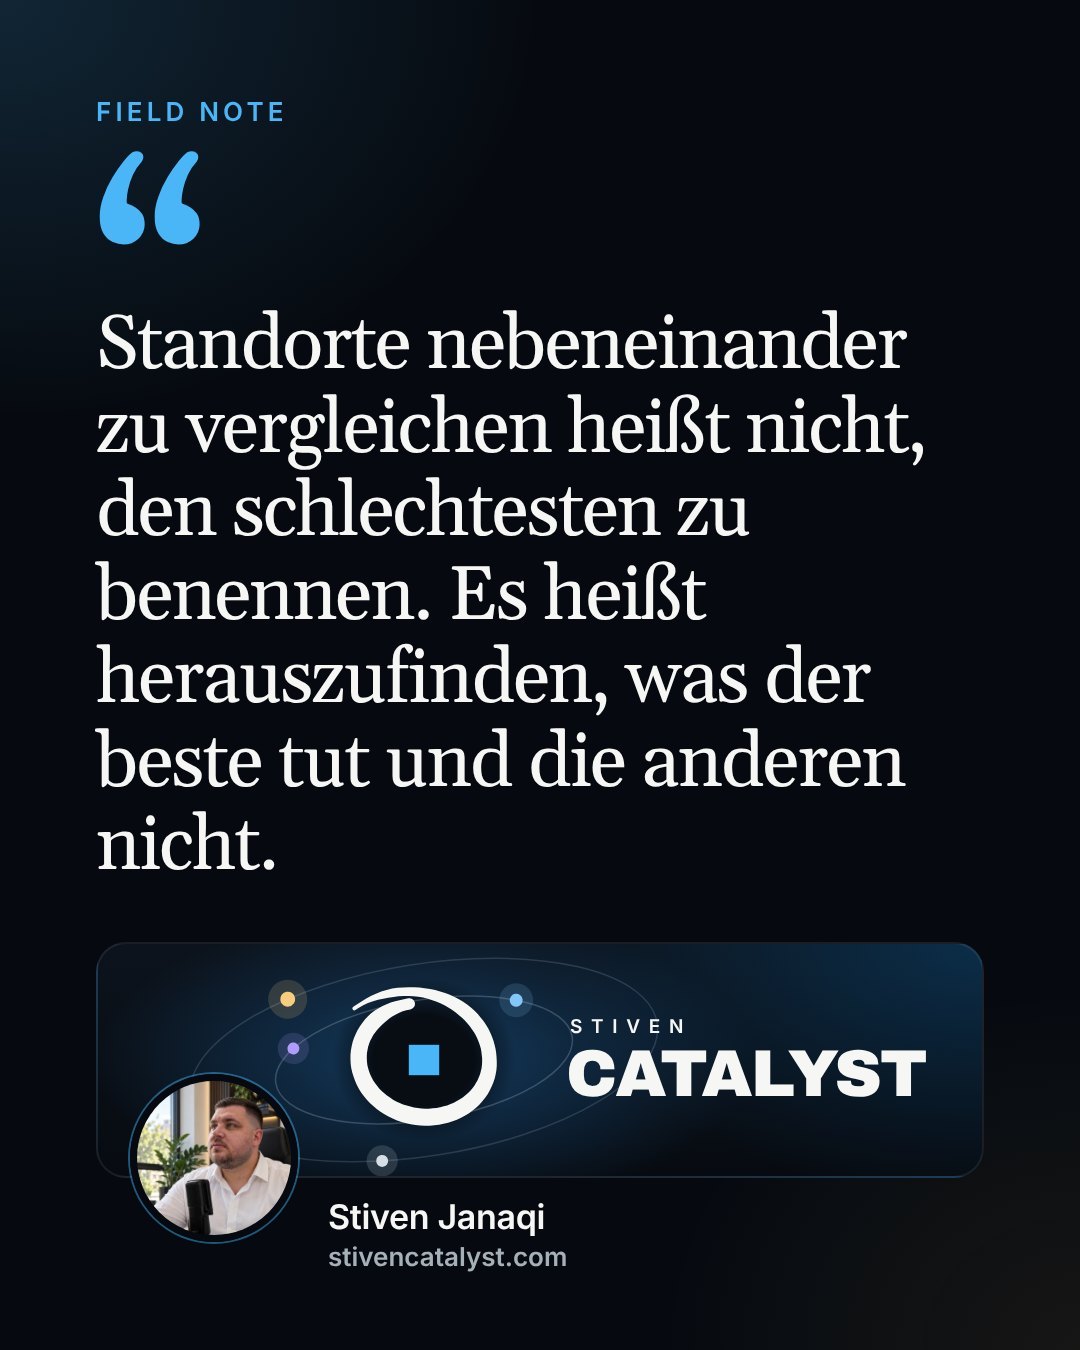 FIELD NOTE
“
Standorte nebeneinander
zu vergleichen heißt nicht,
den schlechtesten zu
benennen. Es heißt
herauszufinden, was der
beste tut und die anderen
nicht.
STIVEN
CATALYST
Stiven Janaqi
stivencatalyst.com